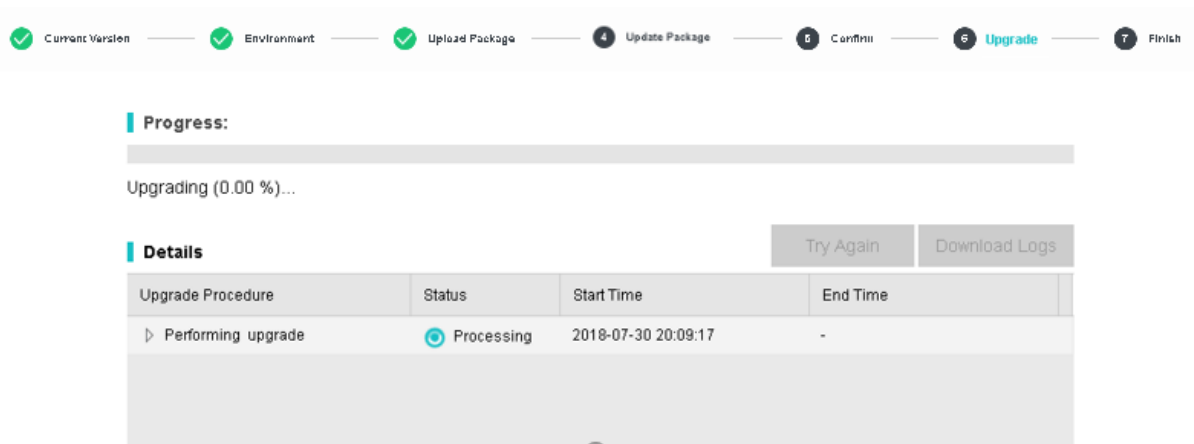 Current Version Environment Upload Package 4 Update Package 5 Confirm 6 Upgrade 7 Finish
Progress:
Upgrading (0.00 %)...
Details Try Again Download Logs
Upgrade Procedure Status Start Time End Time
Performing upgrade Processing 2018-07-30 20:09:17 -